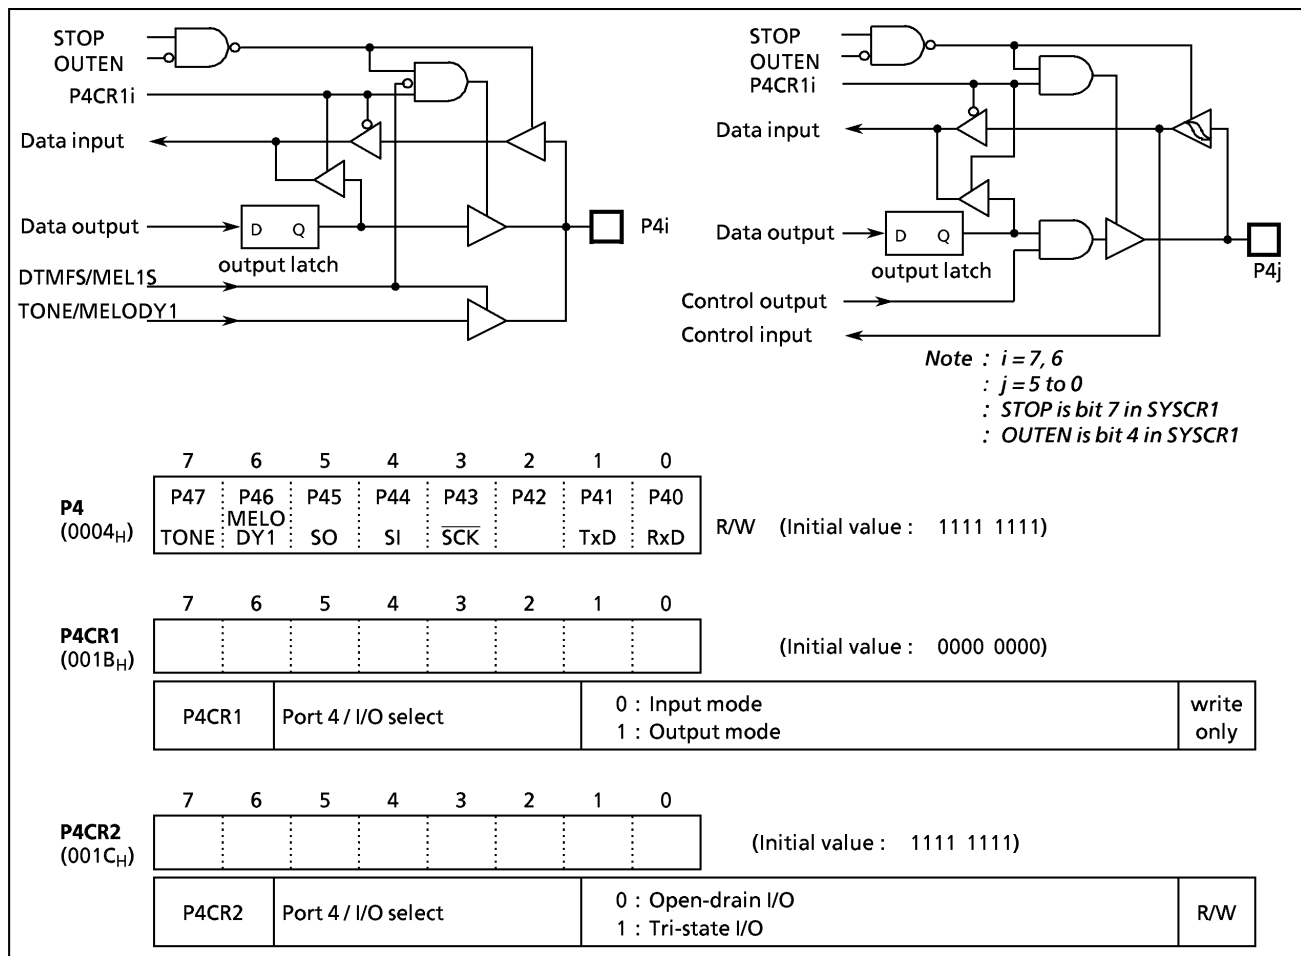 STOP
OUTEN
P4CR1i
Data input
Data output
D Q
output latch
DTMFS/MEL1S
TONE/MELODY1
P4i
STOP
OUTEN
P4CR1i
Data input
Data output
D Q
output latch
Control output
Control input
P4j
Note : i = 7, 6
: j = 5 to 0
: STOP is bit 7 in SYSCR1
: OUTEN is bit 4 in SYSCR1
7 6 5 4 3 2 1 0
P4
(0004H)
P47 P46 P45 P44 P43 P42 P41 P40
MELO
TONE DY1 SO SI SCK TxD RxD
R/W (Initial value : 1111 1111)
7 6 5 4 3 2 1 0
P4CR1
(001BH)
(Initial value : 0000 0000)
P4CR1 Port 4 / I/O select
0 : Input mode
1 : Output mode
write
only
7 6 5 4 3 2 1 0
P4CR2
(001CH)
(Initial value : 1111 1111)
P4CR2 Port 4 / I/O select
0 : Open-drain I/O
1 : Tri-state I/O
R/W